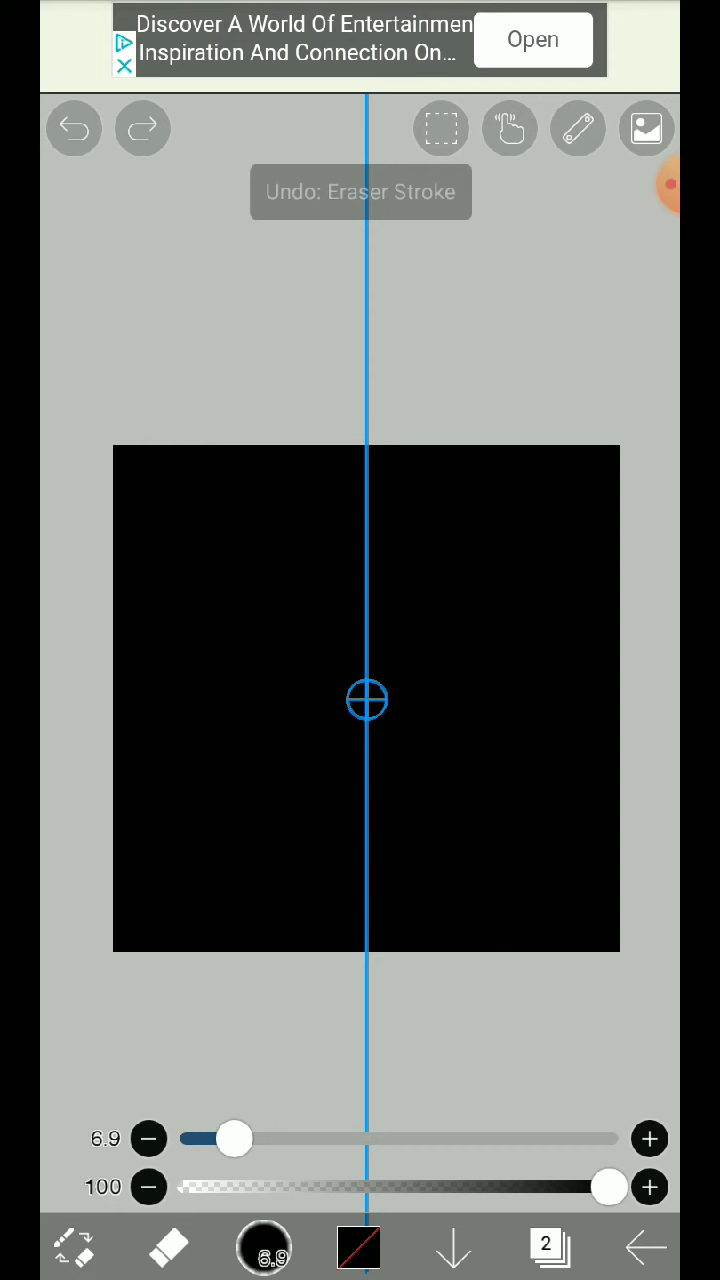 Discover A World Of Entertainmen
Inspiration And Connection On...
Open
Undo: Eraser Stroke
6.9
100
6.9
2